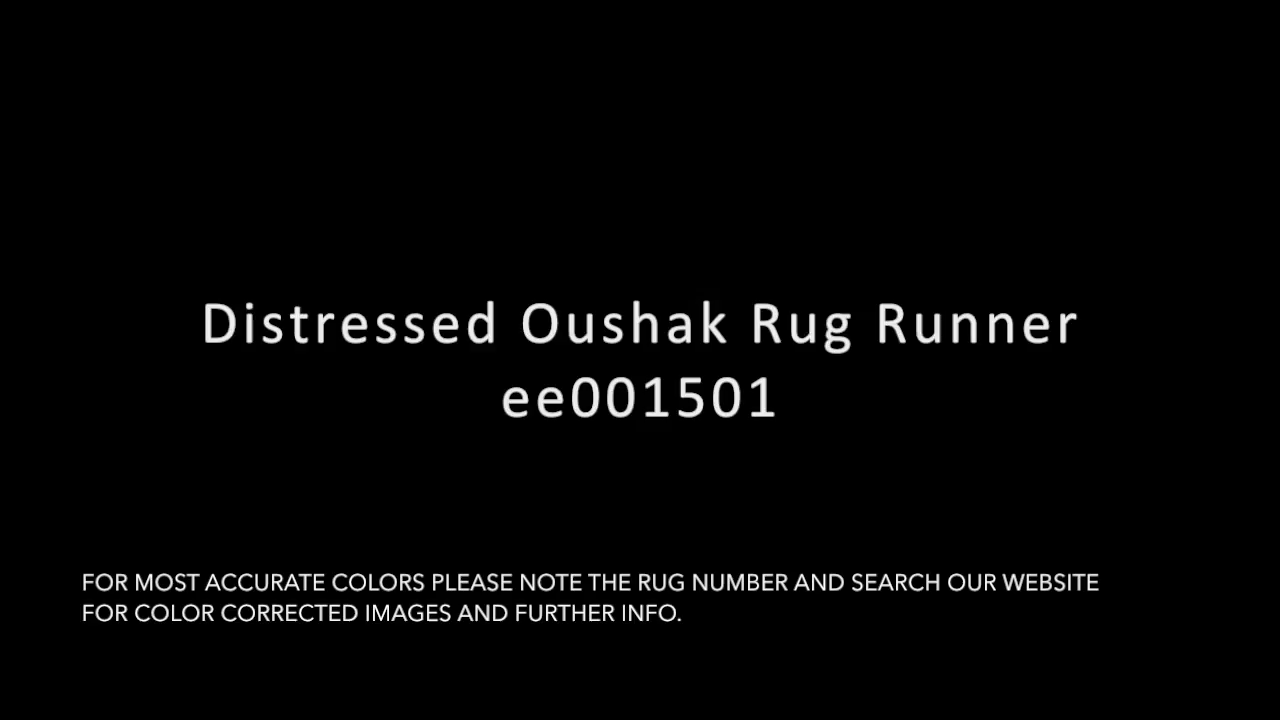 Distressed Oushak Rug Runner
ee001501
FOR MOST ACCURATE COLORS PLEASE NOTE THE RUG NUMBER AND SEARCH OUR WEBSITE
FOR COLOR CORRECTED IMAGES AND FURTHER INFO.